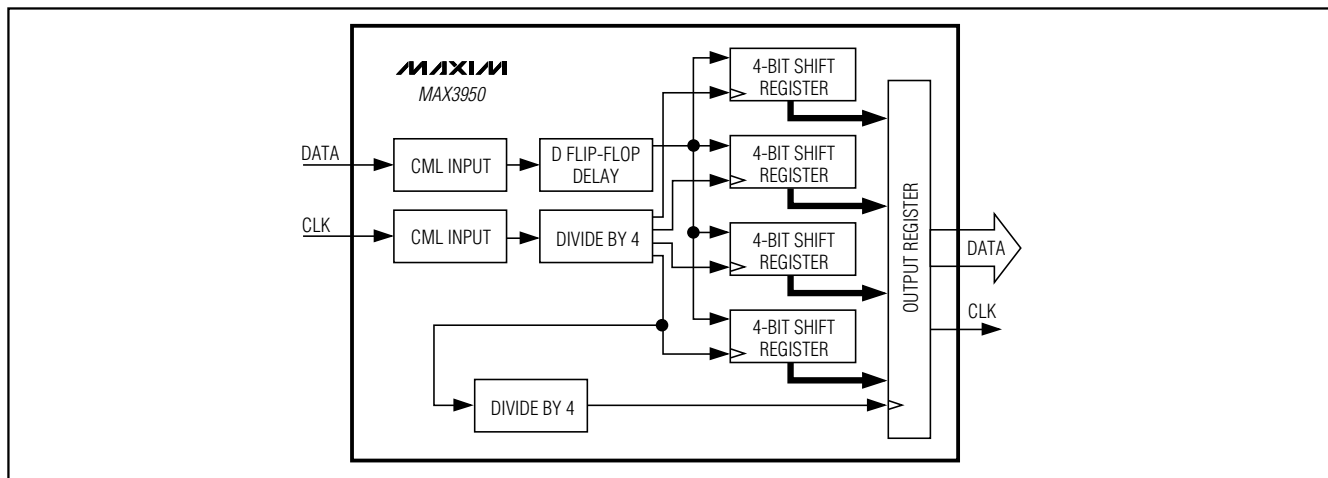 MAXIM
MAX3950
DATA
CML INPUT
D FLIP-FLOP
DELAY
CLK
CML INPUT
DIVIDE BY 4
DIVIDE BY 4
4-BIT SHIFT
REGISTER
4-BIT SHIFT
REGISTER
4-BIT SHIFT
REGISTER
4-BIT SHIFT
REGISTER
OUTPUT REGISTER
DATA
CLK